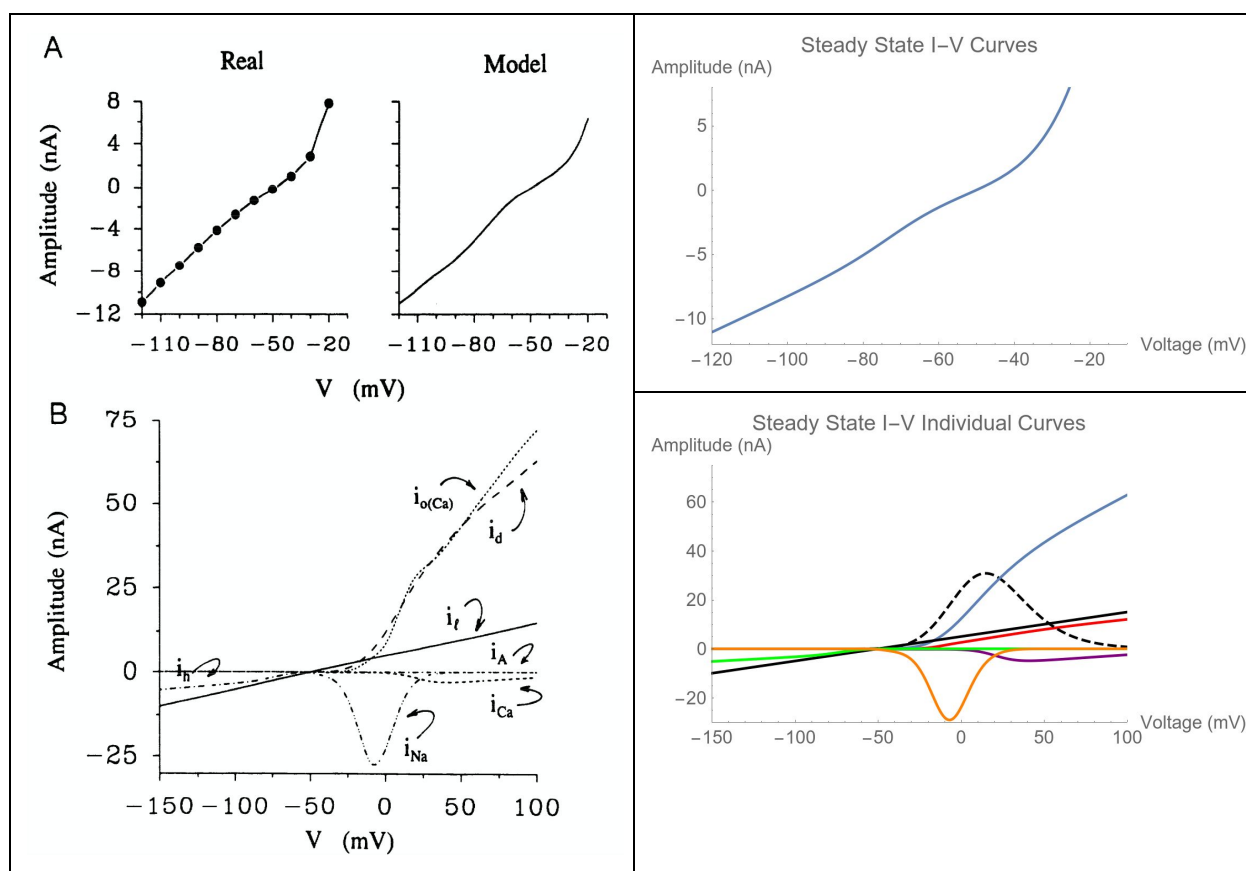 A
Real
Model
Amplitude (nA)
8
4
0
−4
−8
−12
−110 −80 −50 −20
−110 −80 −50 −20
V (mV)
Steady State I−V Curves
Amplitude (nA)
5
0
−5
−10
−120 −100 −80 −60 −40 −20
Voltage (mV)
B
Amplitude (nA)
75
50
25
0
−25
i_o(Ca)
i_d
i_ℓ
i_A
i_h
i_Ca
i_Na
−150 −100 −50 0 50 100
V (mV)
Steady State I−V Individual Curves
Amplitude (nA)
60
40
20
0
−20
−150 −100 −50 0 50 100
Voltage (mV)